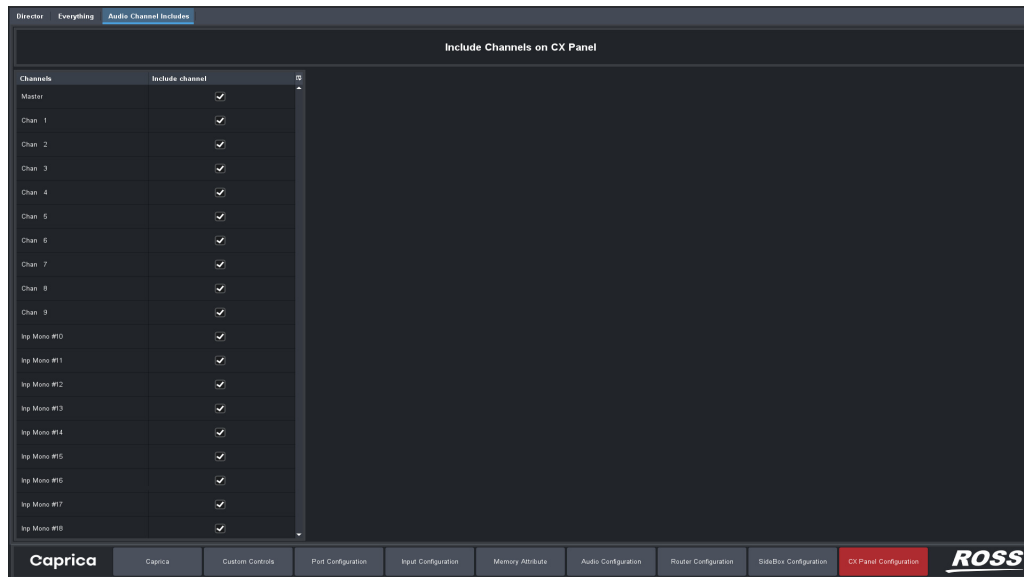 Director Everything Audio Channel Includes
Include Channels on CX Panel
Channels Include channel
Master
Chan 1
Chan 2
Chan 3
Chan 4
Chan 5
Chan 6
Chan 7
Chan 8
Chan 9
Inp Mono #10
Inp Mono #11
Inp Mono #12
Inp Mono #13
Inp Mono #14
Inp Mono #15
Inp Mono #16
Inp Mono #17
Inp Mono #18
Caprica Caprica Custom Controls Port Configuration Input Configuration Memory Attribute Audio Configuration Router Configuration SideBox Configuration CX Panel Configuration ROSS